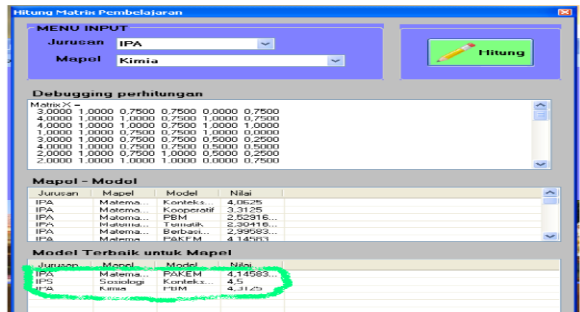 Hitung Matrix Pembelajaran
MENU INPUT
Jurusan IPA
Mapel Kimia
Hitung
Debugging perhitungan
Matrix X =
3,0000 1,0000 0,7500 0,7500 0,0000 0,7500
4,0000 1,0000 1,0000 0,7500 1,0000 0,7500
4,0000 1,0000 0,7500 0,7500 1,0000 1,0000
1,0000 0,0000 0,7500 0,7500 1,0000 0,0000
3,0000 1,0000 0,7500 0,7500 0,5000 0,2500
4,0000 1,0000 0,7500 0,7500 0,5000 0,5000
2,0000 1,0000 0,7500 1,0000 0,5000 0,2500
2,0000 1,0000 1,0000 1,0000 0,0000 0,7500
Mapel - Model
Jurusan Mapel Model Nilai
IPA Matema... Konteks... 4,0625
IPA Matema... Kooperatif 3,3125
IPA Matema... PBM 2,52916...
IPA Matema... Tematik 2,30416...
IPA Matema... Berbasi... 2,99583...
IPA Matema... PAKEM 4,14583...
Model Terbaik untuk Mapel
Jurusan Mapel Model Nilai
IPA Matema... PAKEM 4,14583...
IPS Sosiologi Konteks... 4,5
IPA Kimia PBM 4,3125